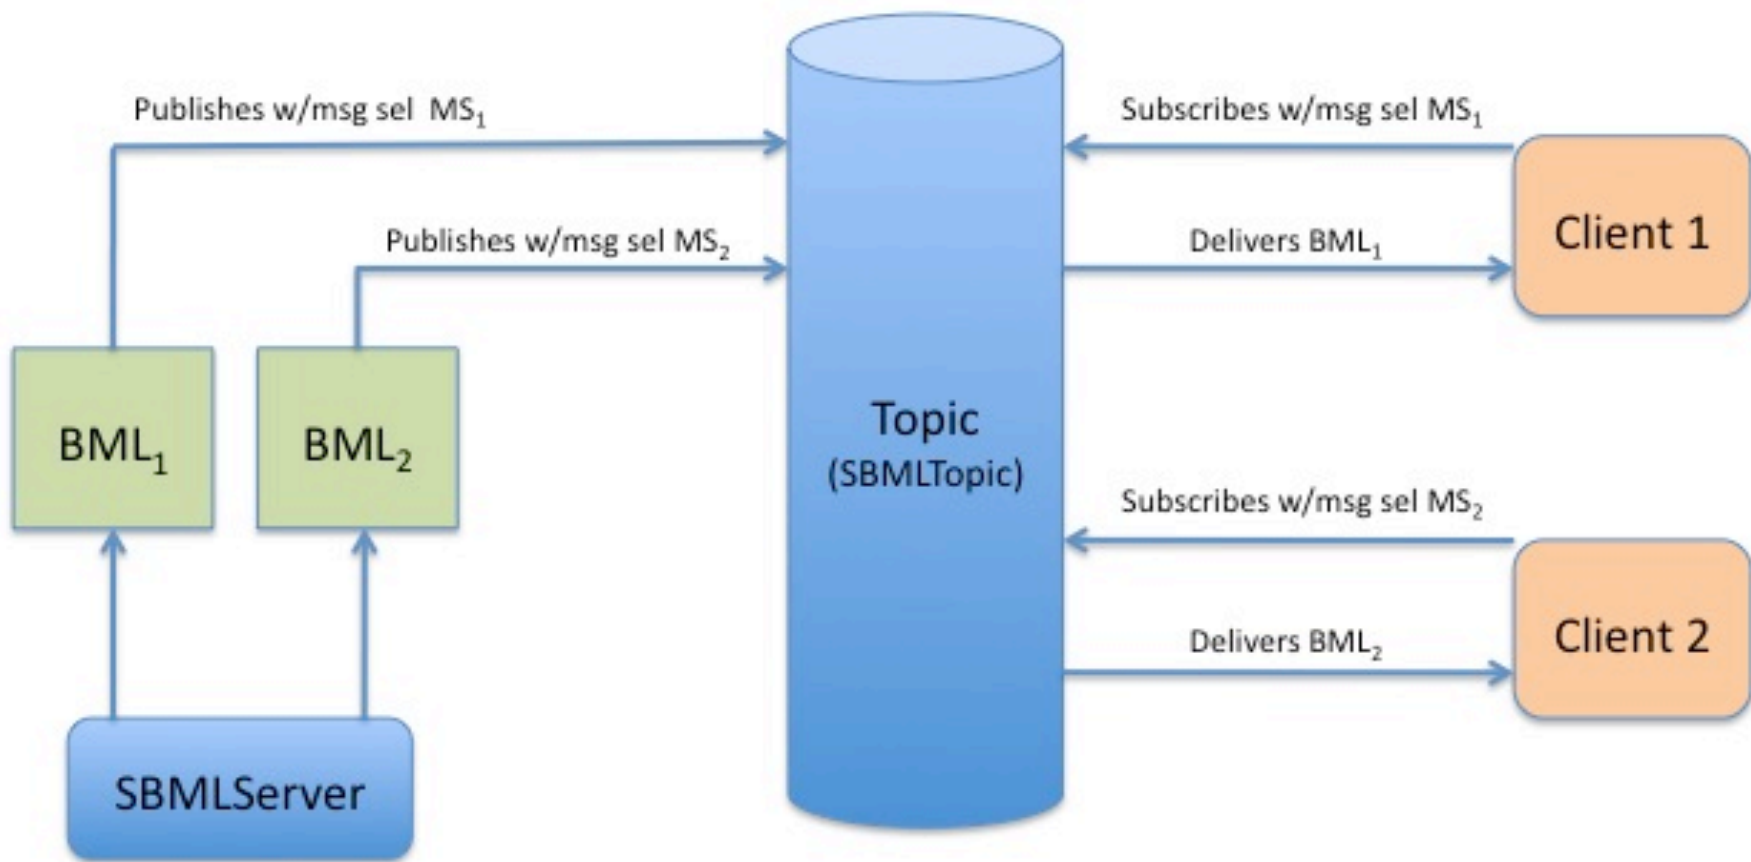 Publishes w/msg sel MS₁
Subscribes w/msg sel MS₁
Publishes w/msg sel MS₂
Delivers BML₁
Client 1
BML₁
BML₂
Topic
(SBMLTopic)
Subscribes w/msg sel MS₂
Delivers BML₂
Client 2
SBMLServer